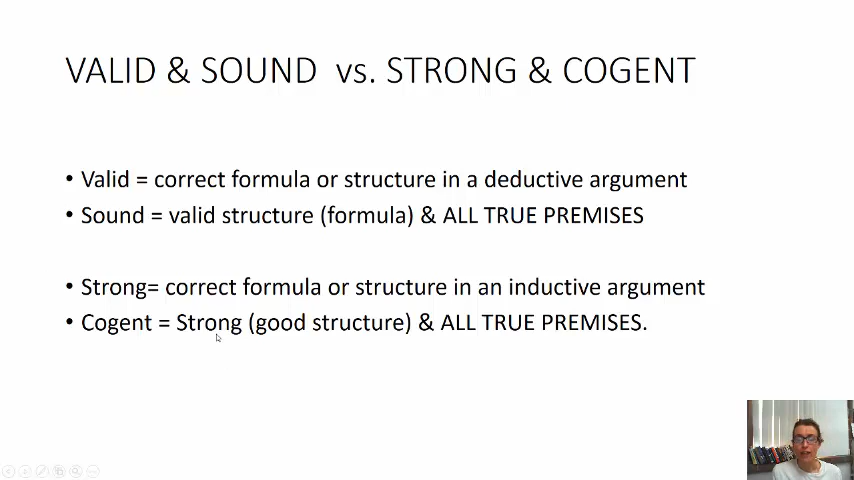 VALID & SOUND vs. STRONG & COGENT
• Valid = correct formula or structure in a deductive argument
• Sound = valid structure (formula) & ALL TRUE PREMISES
• Strong= correct formula or structure in an inductive argument
• Cogent = Strong (good structure) & ALL TRUE PREMISES.